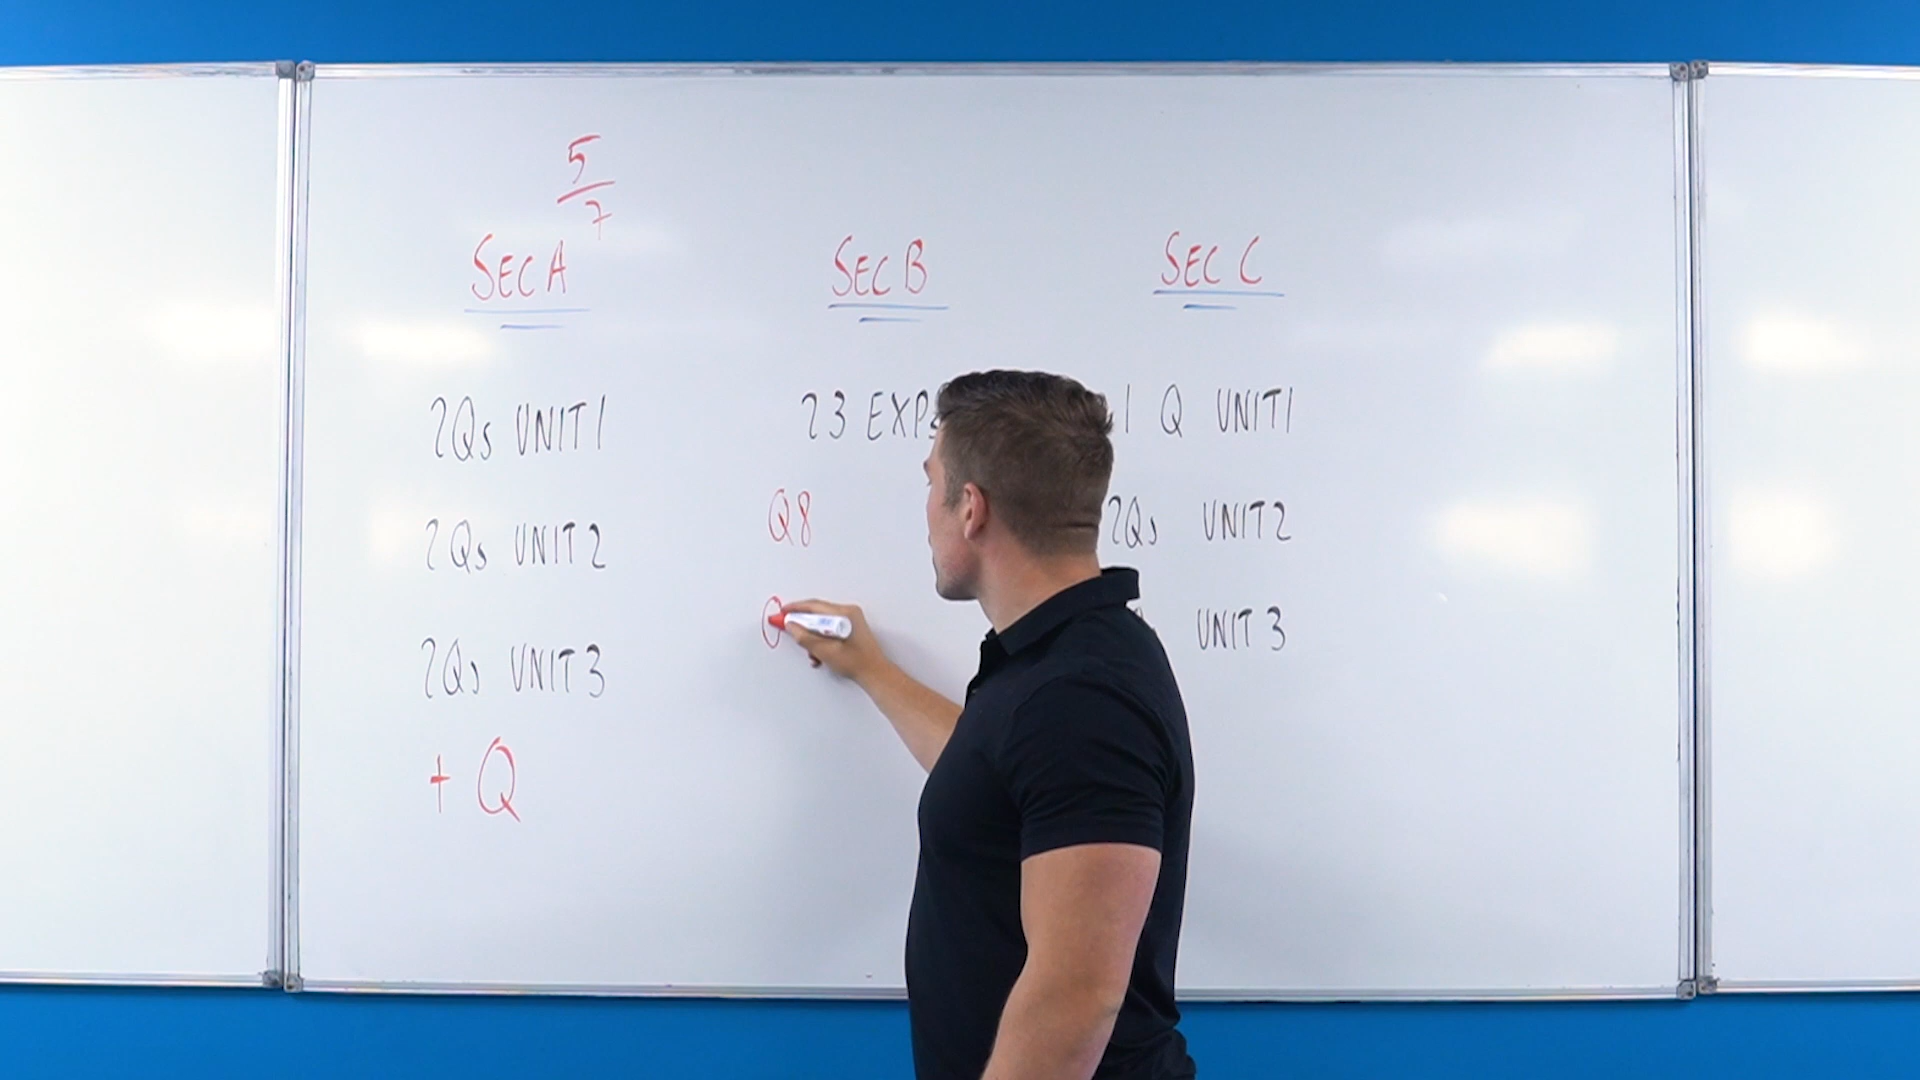 5
7
SEC A
2Qs UNIT 1
2Qs UNIT 2
2Qs UNIT 3
+ Q
SEC B
23 EXPS
Q8
Q
SEC C
1 Q UNIT 1
2Qs UNIT 2
UNIT 3